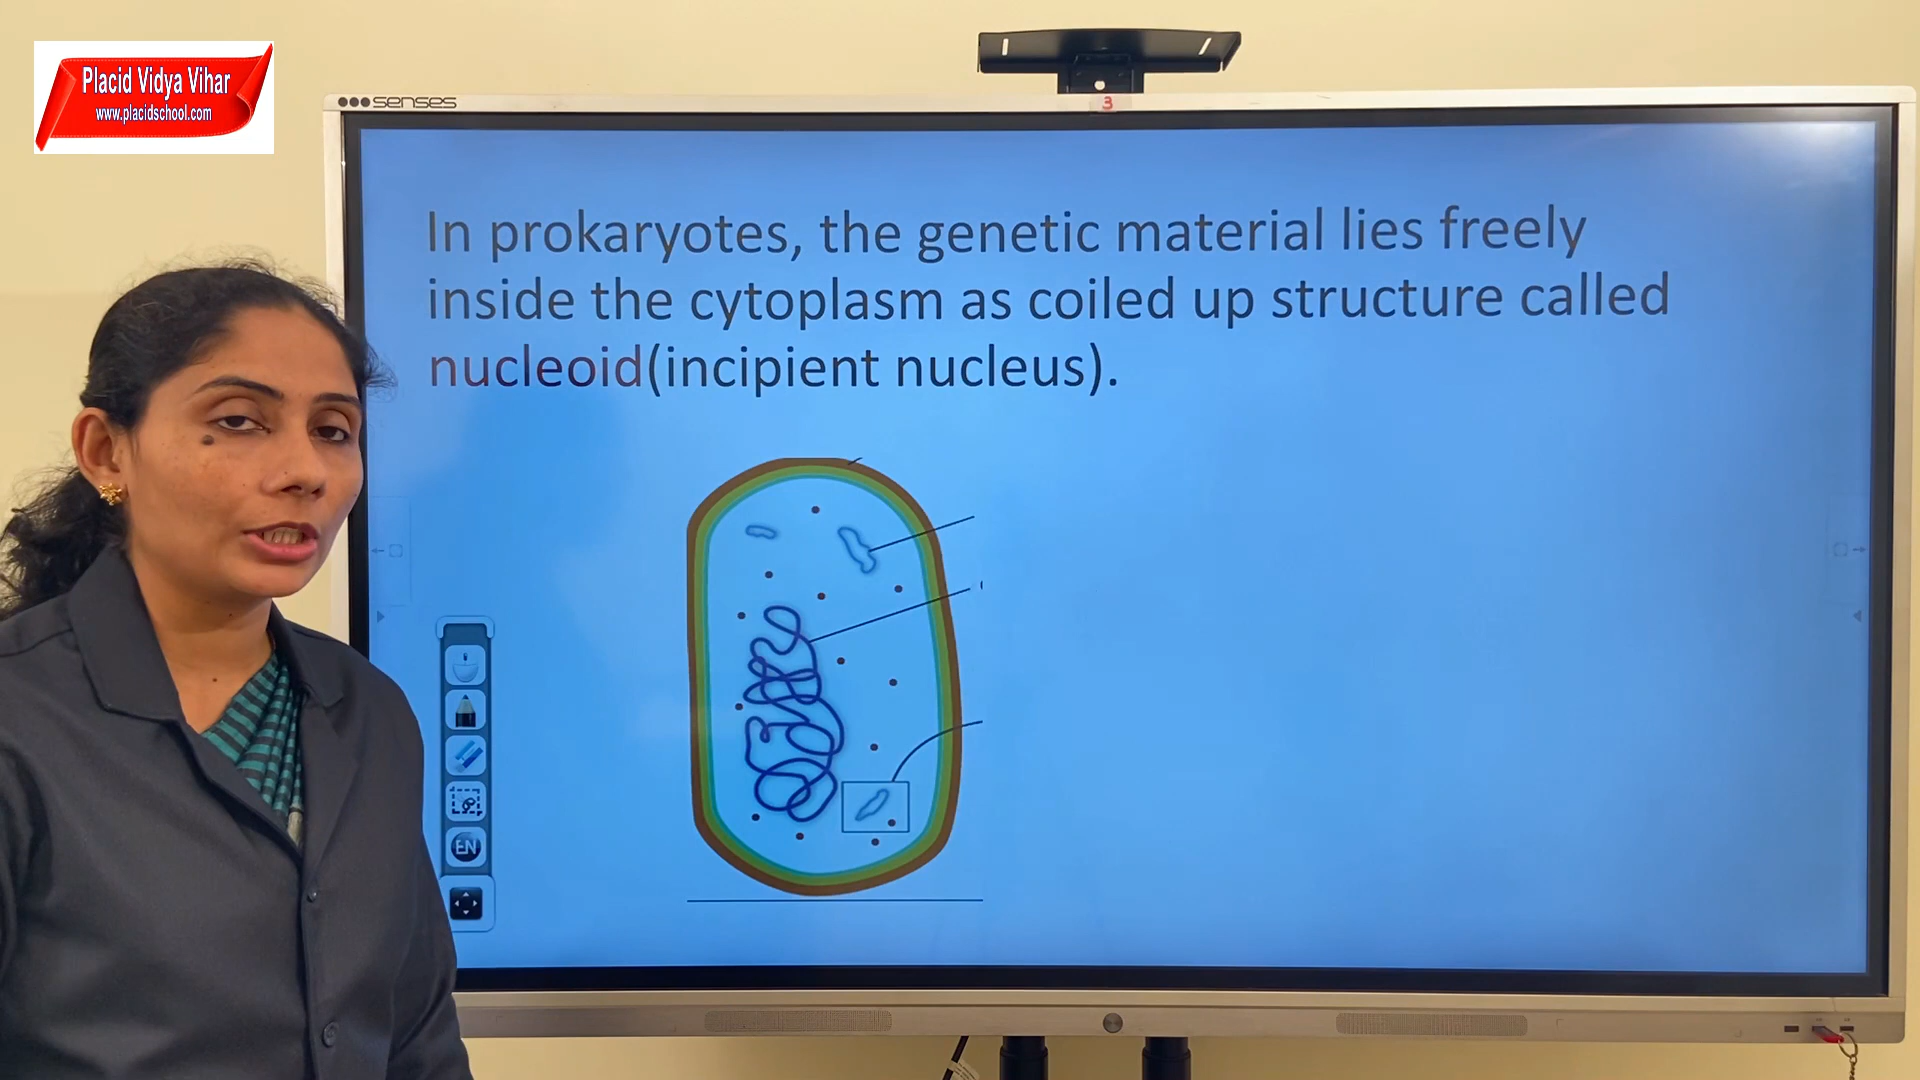 Placid Vidya Vihar
www.placidschool.com
senses
3
In prokaryotes, the genetic material lies freely
inside the cytoplasm as coiled up structure called
nucleoid(incipient nucleus).
EN